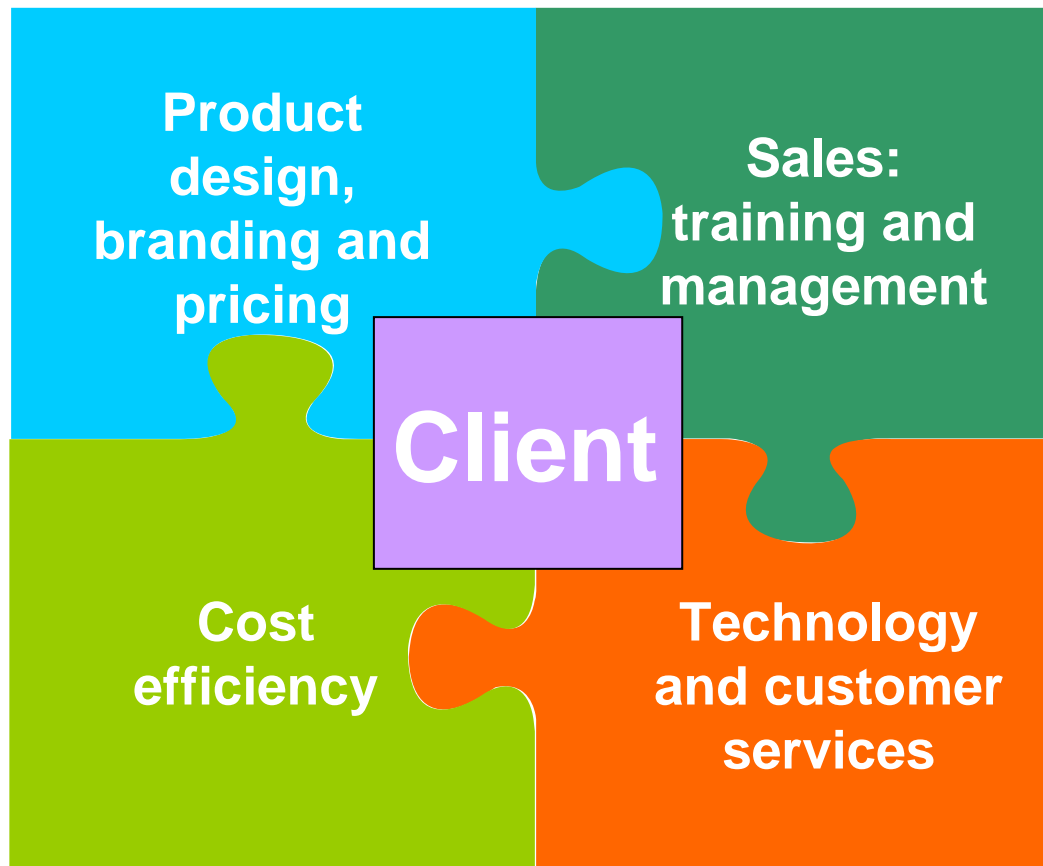 Product
design,
branding and
pricing
Sales:
training and
management
Client
Cost
efficiency
Technology
and customer
services